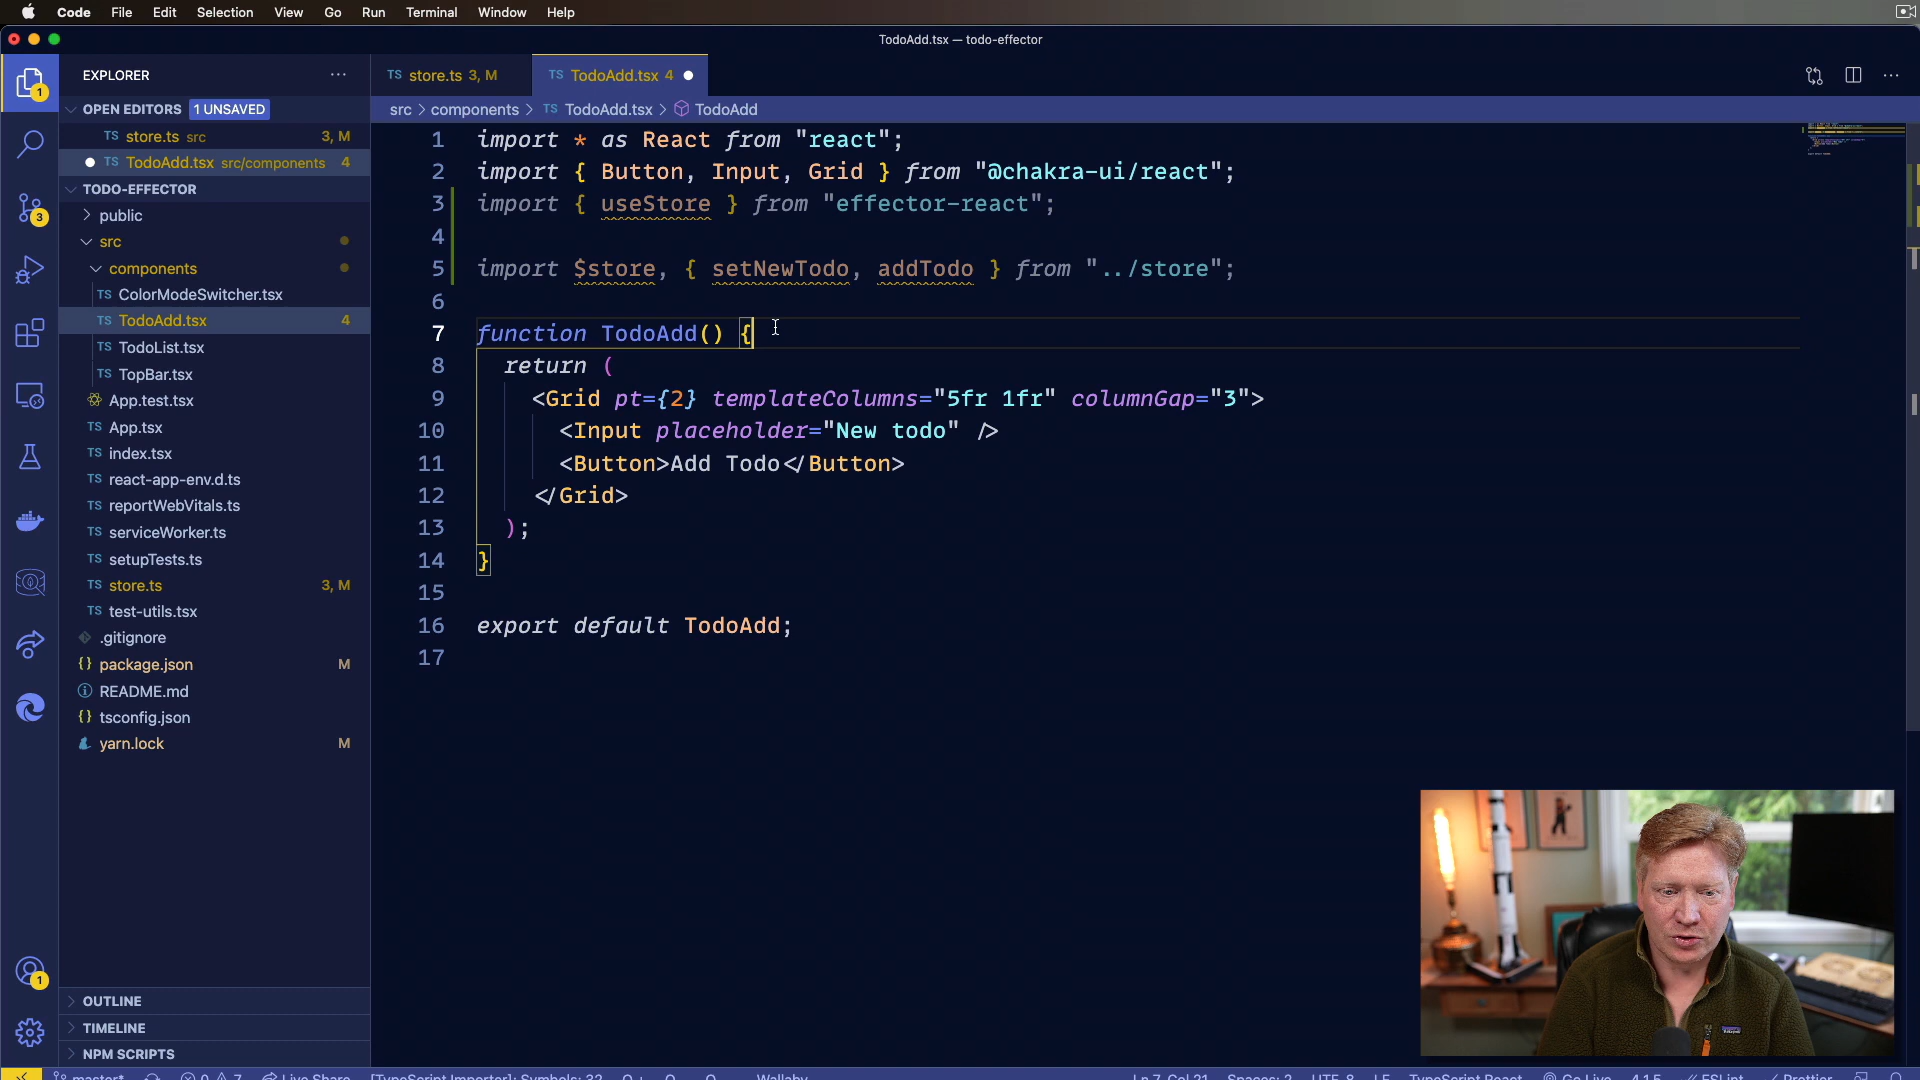 Code File Edit Selection View Go Run Terminal Window Help
TodoAdd.tsx — todo-effector
EXPLORER
OPEN EDITORS 1 UNSAVED
TS store.ts src 3, M
TS TodoAdd.tsx src/components 4
TODO-EFFECTOR
public
src
components
TS ColorModeSwitcher.tsx
TS TodoAdd.tsx 4
TS TodoList.tsx
TS TopBar.tsx
App.test.tsx
TS App.tsx
TS index.tsx
TS react-app-env.d.ts
TS reportWebVitals.ts
TS serviceWorker.ts
TS setupTests.ts
TS store.ts 3, M
TS test-utils.tsx
.gitignore
{} package.json M
README.md
{} tsconfig.json
yarn.lock M
OUTLINE
TIMELINE
NPM SCRIPTS
1
3
1
TS store.ts 3, M TS TodoAdd.tsx 4
src > components > TS TodoAdd.tsx > TodoAdd
1 import * as React from "react";
2 import { Button, Input, Grid } from "@chakra-ui/react";
3 import { useStore } from "effector-react";
4
5 import $store, { setNewTodo, addTodo } from "../store";
6
7 function TodoAdd() {
8 return (
9 <Grid pt={2} templateColumns="5fr 1fr" columnGap="3">
10 <Input placeholder="New todo" />
11 <Button>Add Todo</Button>
12 </Grid>
13 );
14 }
15
16 export default TodoAdd;
17
master* 0 7 Live Share [TypeScript Importer]: Symbols: 32 Wallaby Ln 7, Col 21 Spaces: 2 UTF-8 LF TypeScript React Go Live 4.1.5 ESLint Prettier